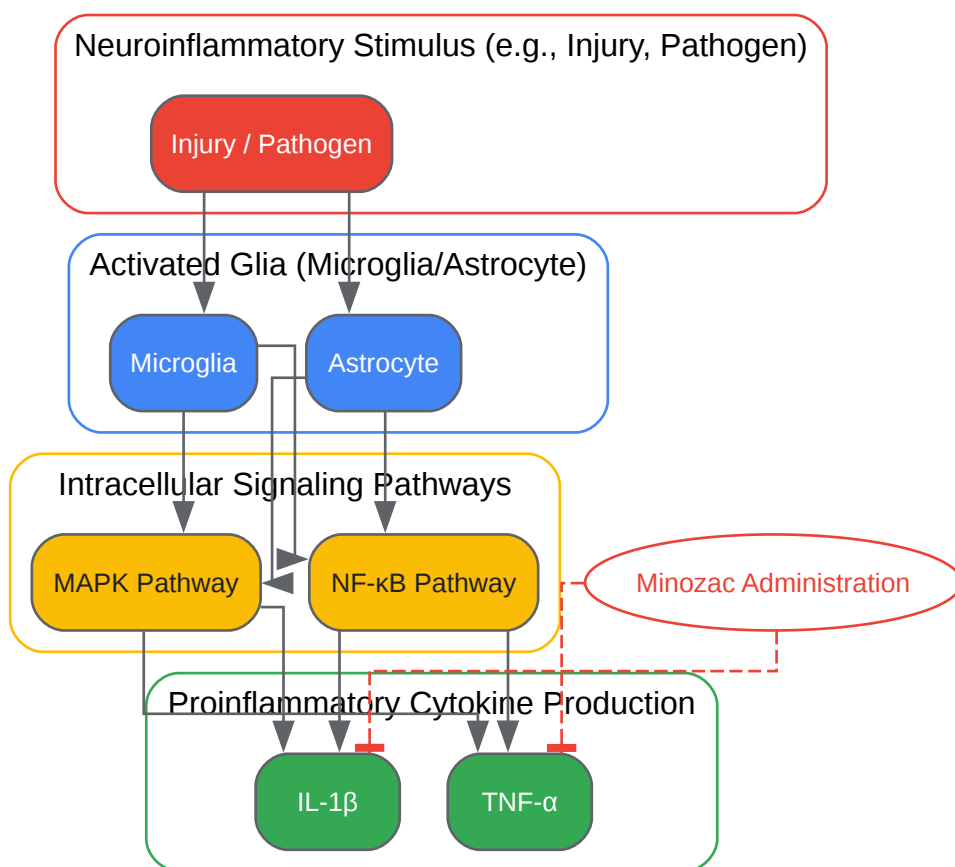 Neuroinflammatory Stimulus (e.g., Injury, Pathogen)
Injury / Pathogen
Activated Glia (Microglia/Astrocyte)
Microglia
Astrocyte
Intracellular Signaling Pathways
MAPK Pathway
NF-κB Pathway
Minozac Administration
Proinflammatory Cytokine Production
IL-1β
TNF-α